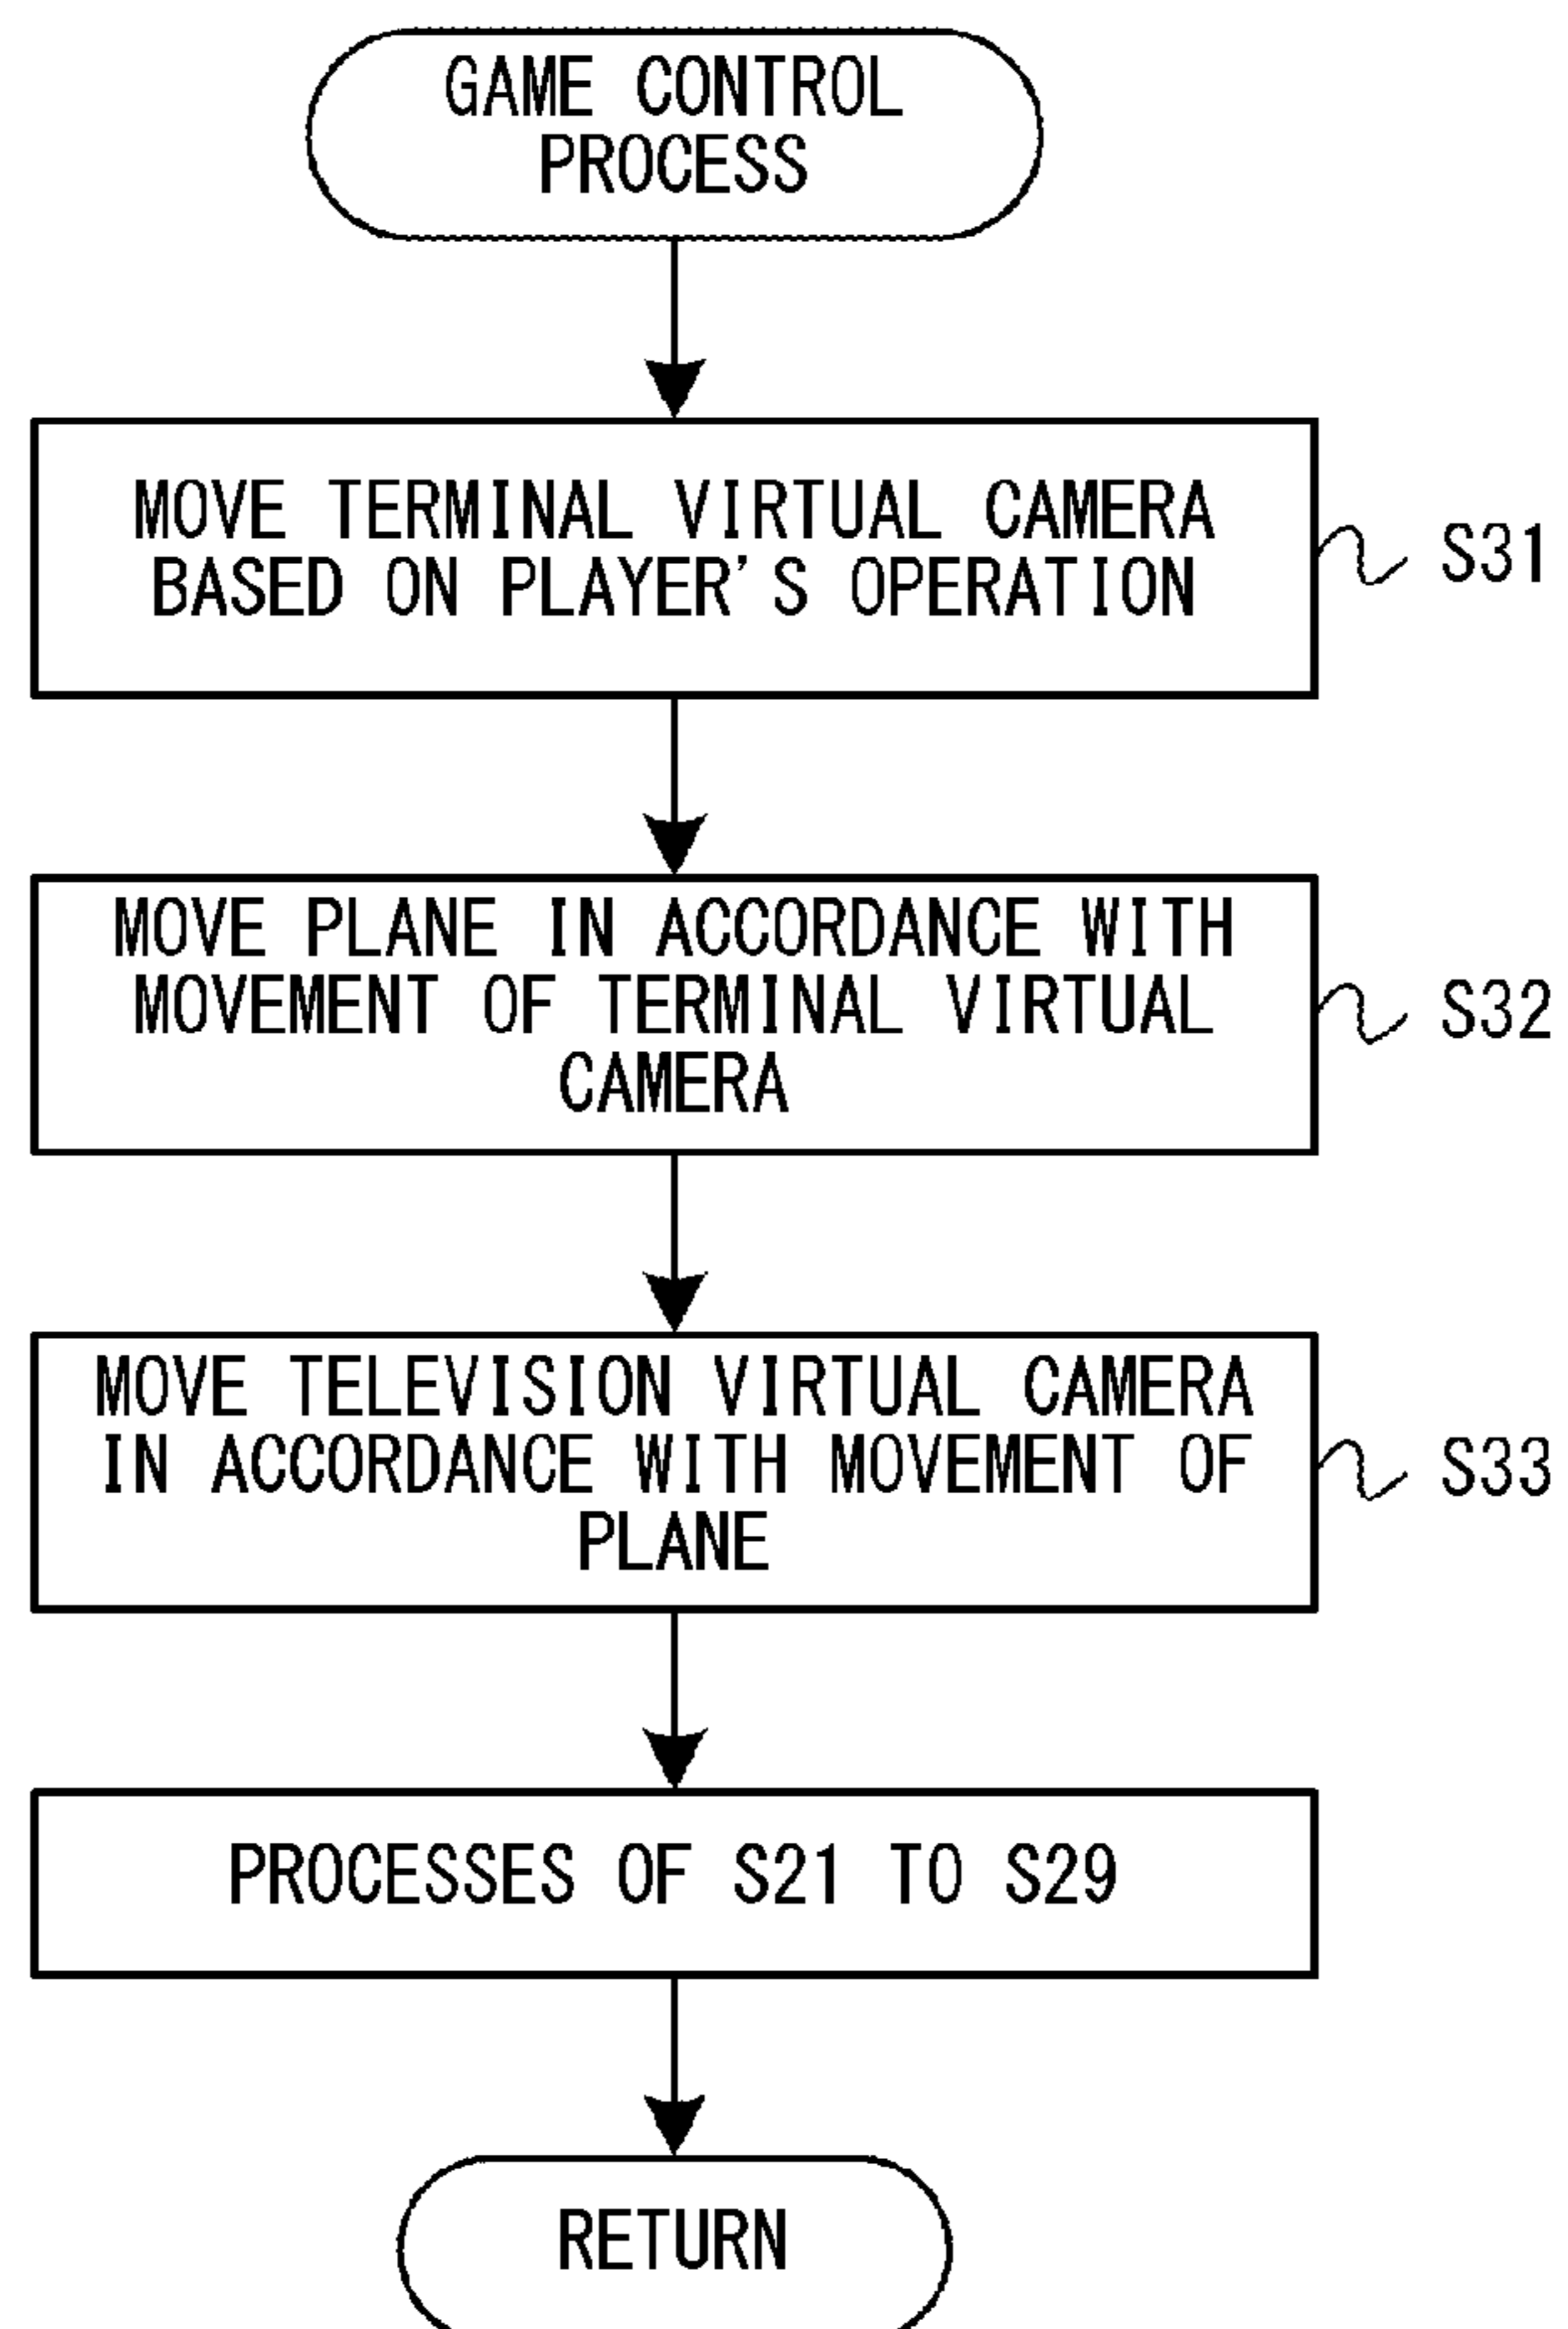 GAME CONTROL
PROCESS
MOVE TERMINAL VIRTUAL CAMERA
BASED ON PLAYER'S OPERATION
S31
MOVE PLANE IN ACCORDANCE WITH
MOVEMENT OF TERMINAL VIRTUAL
CAMERA
S32
MOVE TELEVISION VIRTUAL CAMERA
IN ACCORDANCE WITH MOVEMENT OF
PLANE
S33
PROCESSES OF S21 TO S29
RETURN